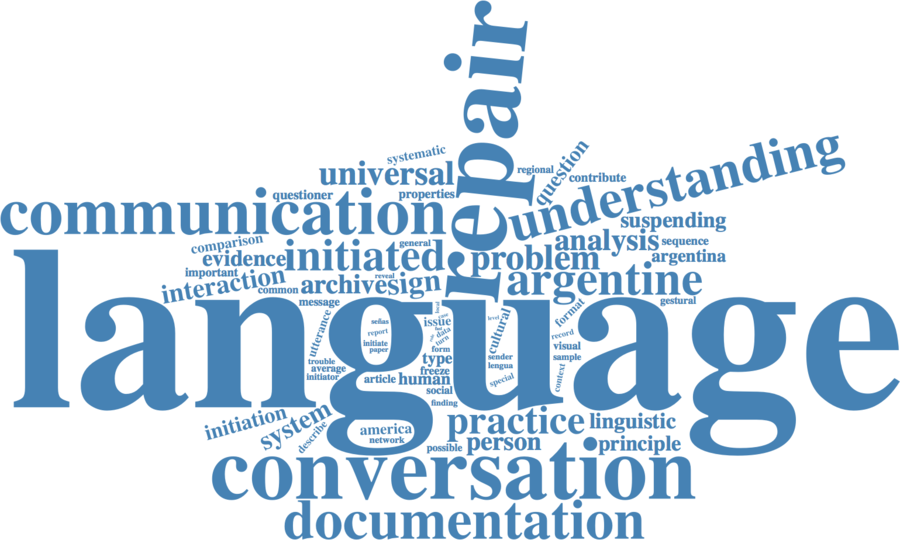 repair
systematic
universal
regional
question
contribute
questioner
properties
understanding
communication
suspending
comparison
general
analysis
sequence
evidence
initiated
problem
argentina
important
reveal
interaction
common
archive
sign
argentine
message
gestural
language
format
utterance
señas
issue
level
cultural
report
data
turn
record
initiate
paper
form
visual
trouble
type
sender
sample
average
freeze
lengua
context
initiator
article
human
special
social
finding
initiation
system
practice
linguistic
describe
america
network
possible
person
principle
conversation
documentation